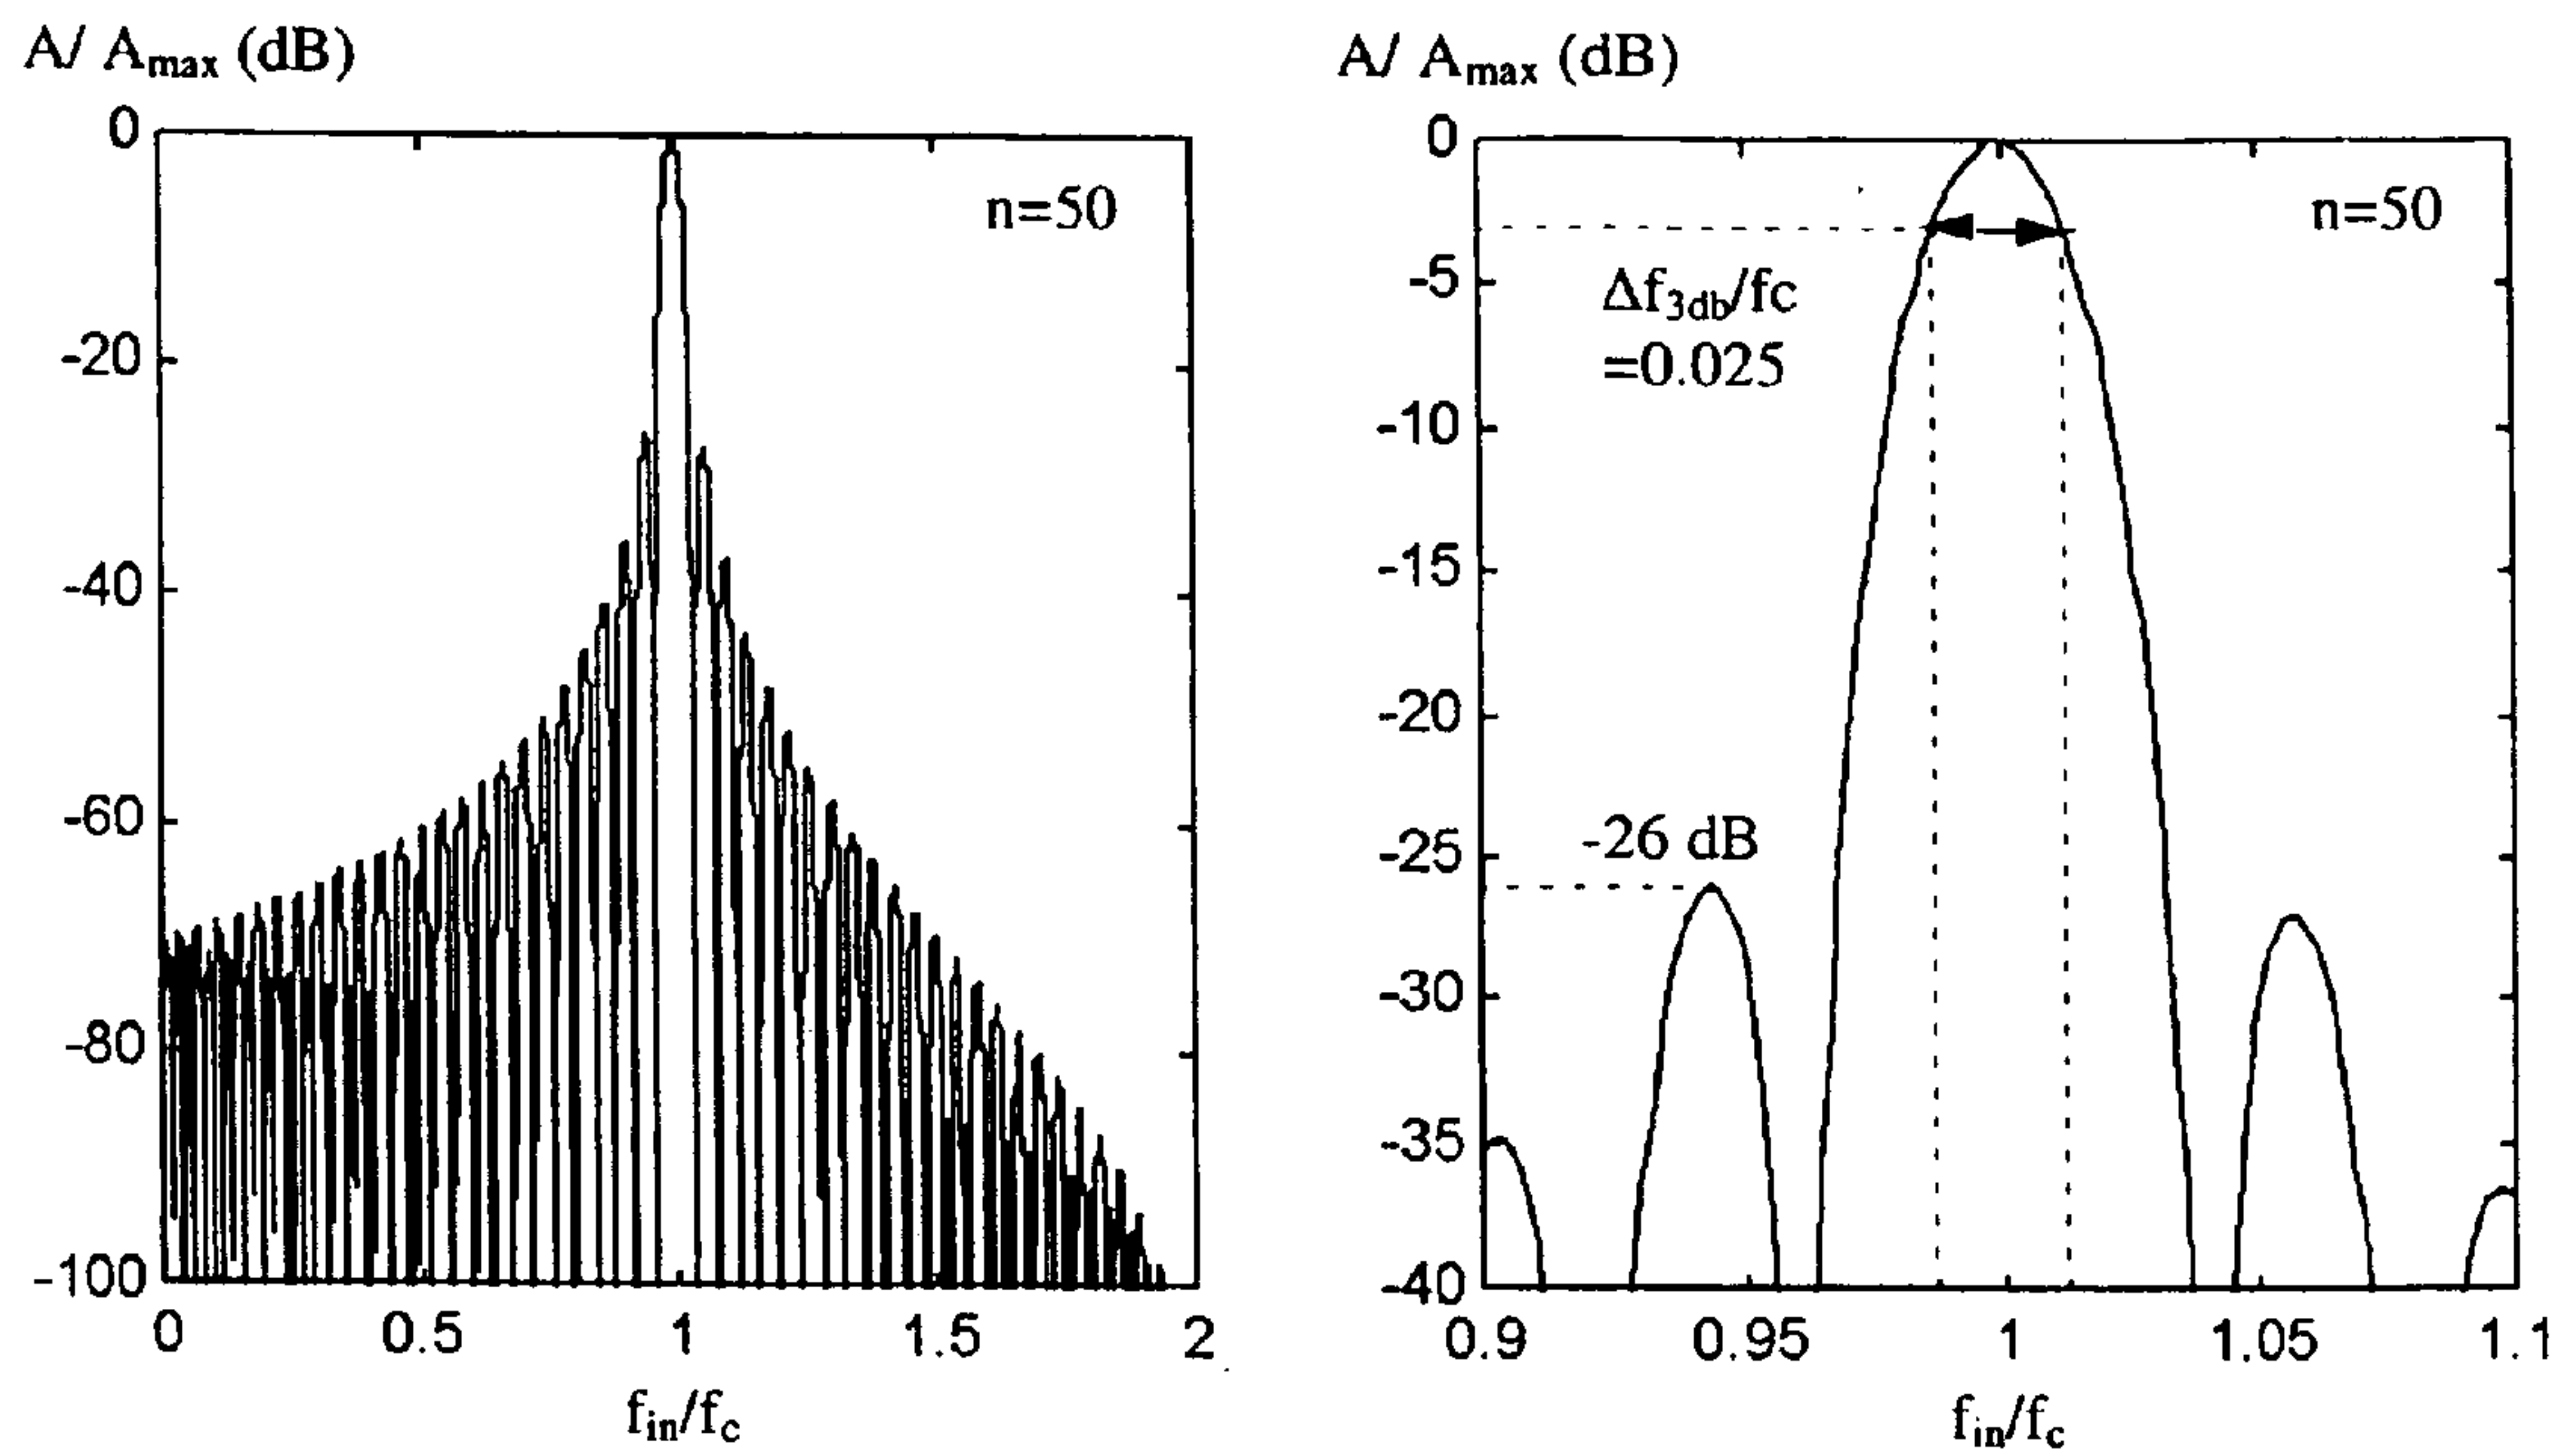 A/ Amax (dB)
0
-20
-40
-60
-80
-100
n=50
0 0.5 1 1.5 2
fin/fc
A/ Amax (dB)
0
-5
-10
-15
-20
-25
-30
-35
-40
n=50
Δf3db/fc
=0.025
-26 dB
0.9 0.95 1 1.05 1.1
fin/fc